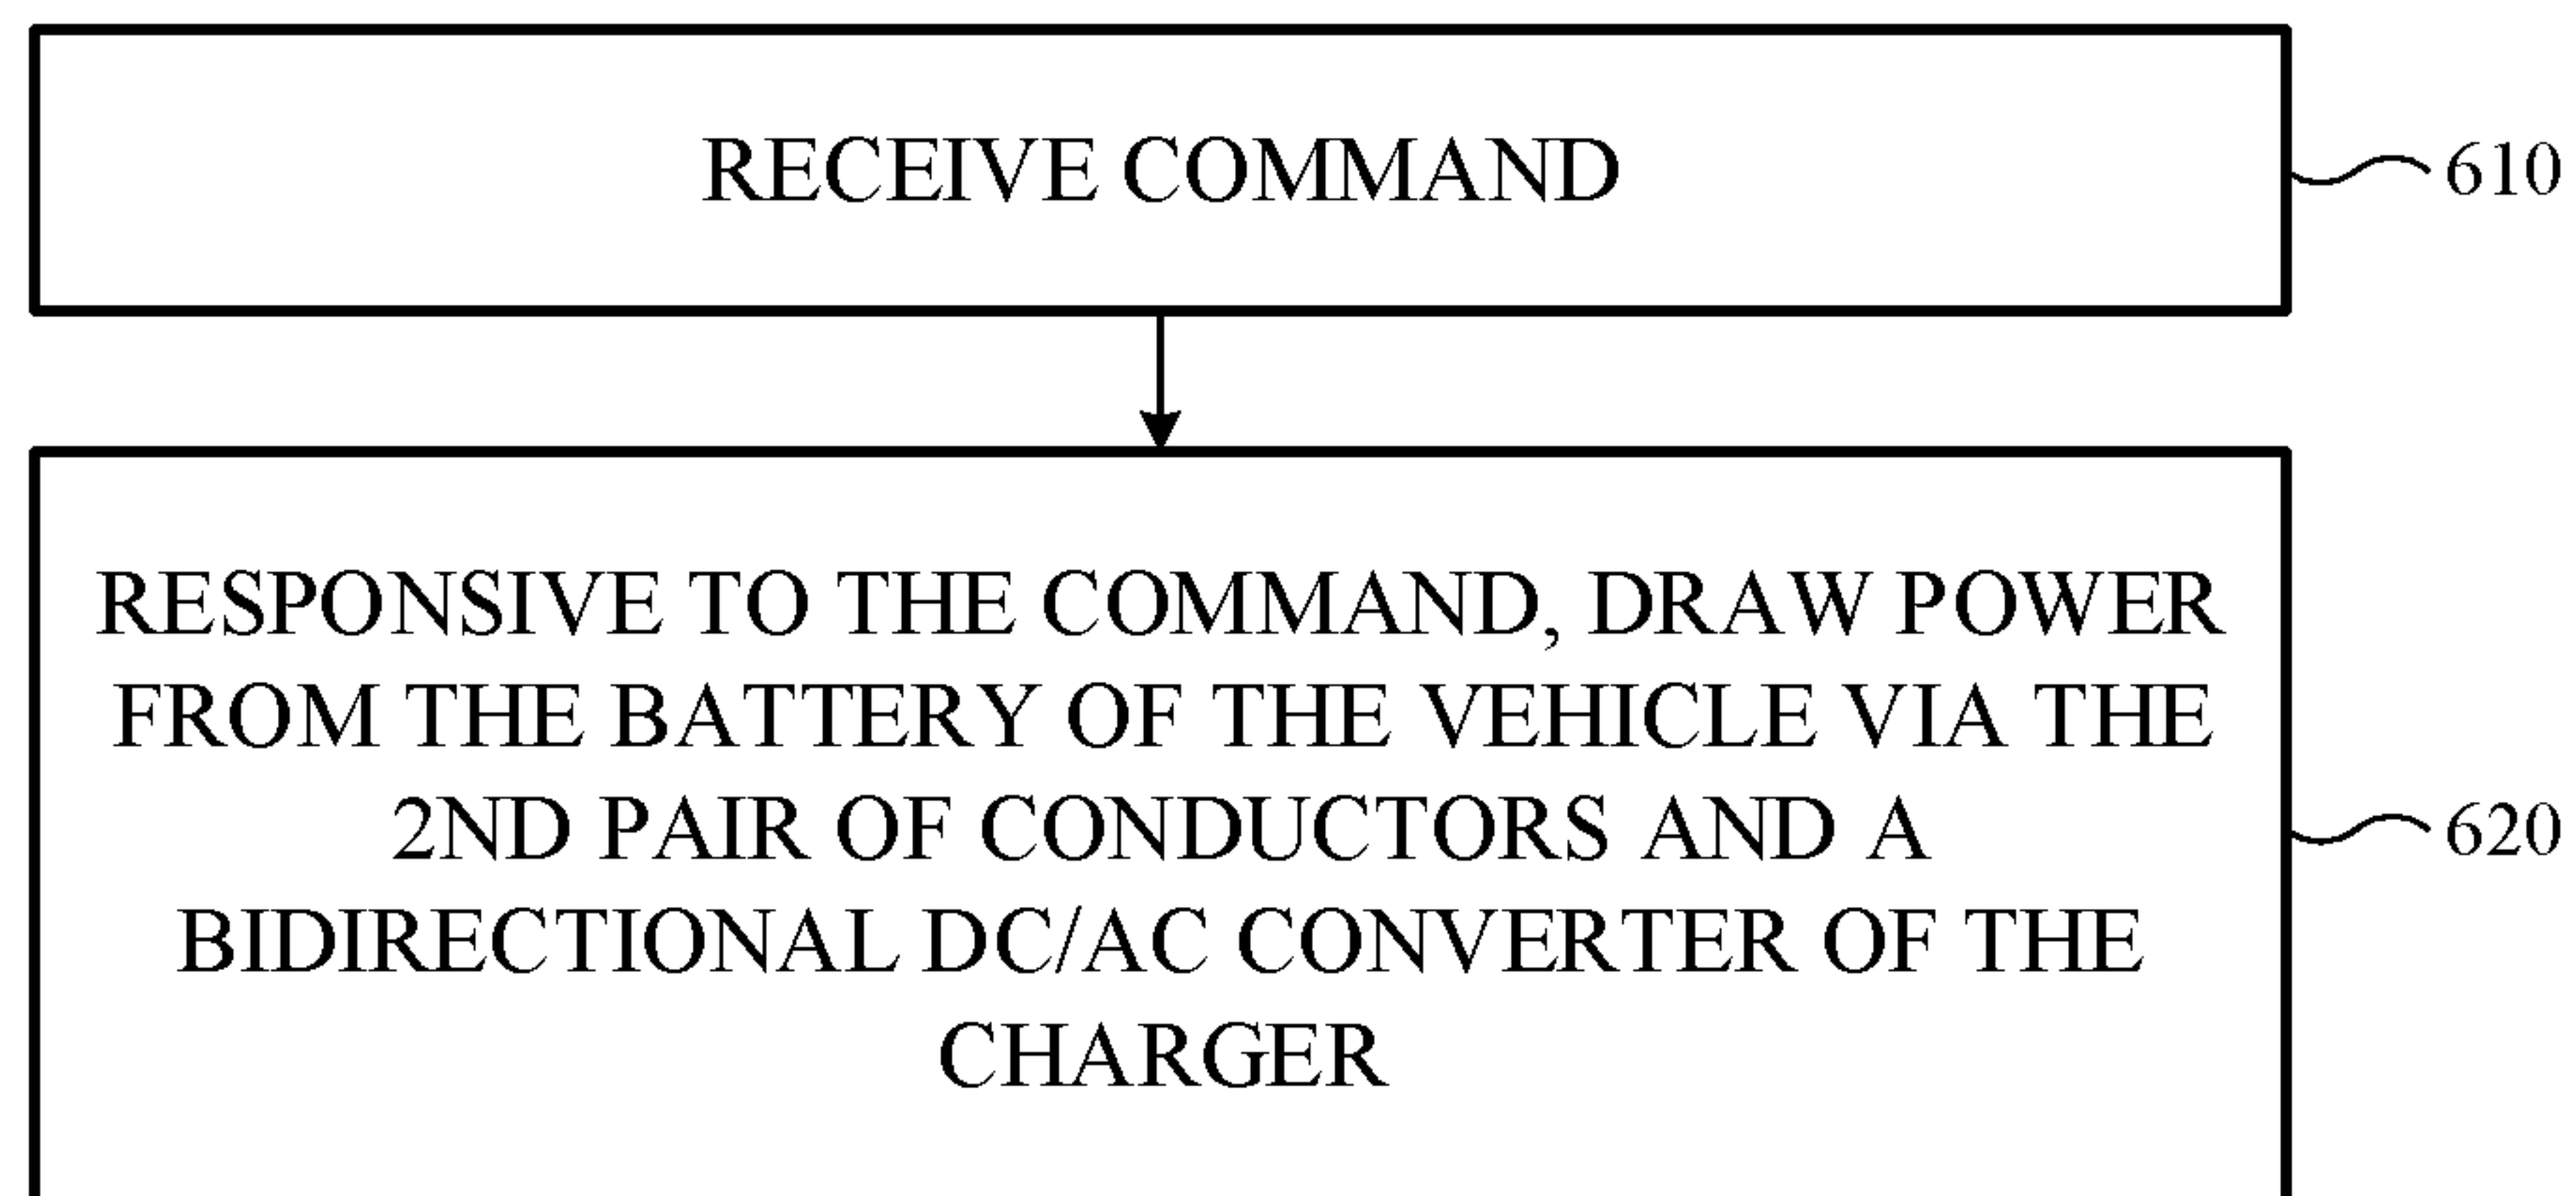 RECEIVE COMMAND
610
RESPONSIVE TO THE COMMAND, DRAW POWER
FROM THE BATTERY OF THE VEHICLE VIA THE
2ND PAIR OF CONDUCTORS AND A
BIDIRECTIONAL DC/AC CONVERTER OF THE
CHARGER
620